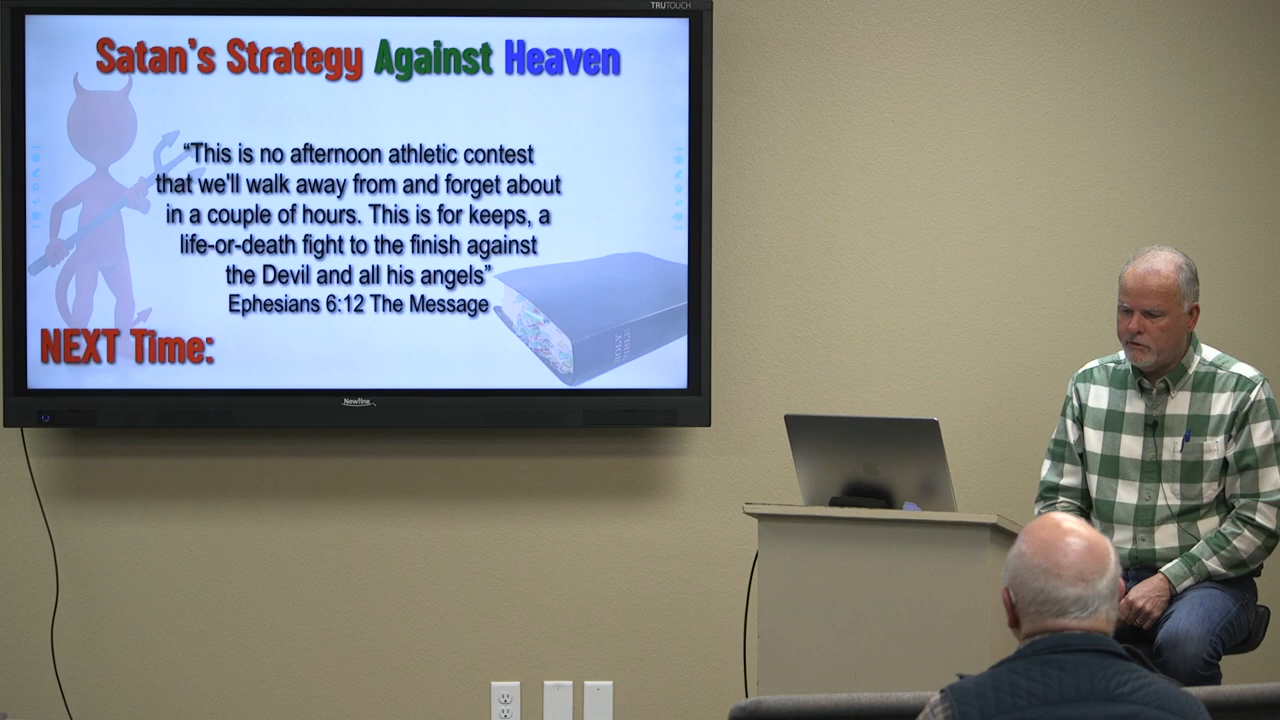 TRUTOUCH
Satan's Strategy Against Heaven
“This is no afternoon athletic contest
that we'll walk away from and forget about
in a couple of hours. This is for keeps, a
life-or-death fight to the finish against
the Devil and all his angels”
Ephesians 6:12 The Message
HOLY
BIBLE
NEXT Time:
Newline